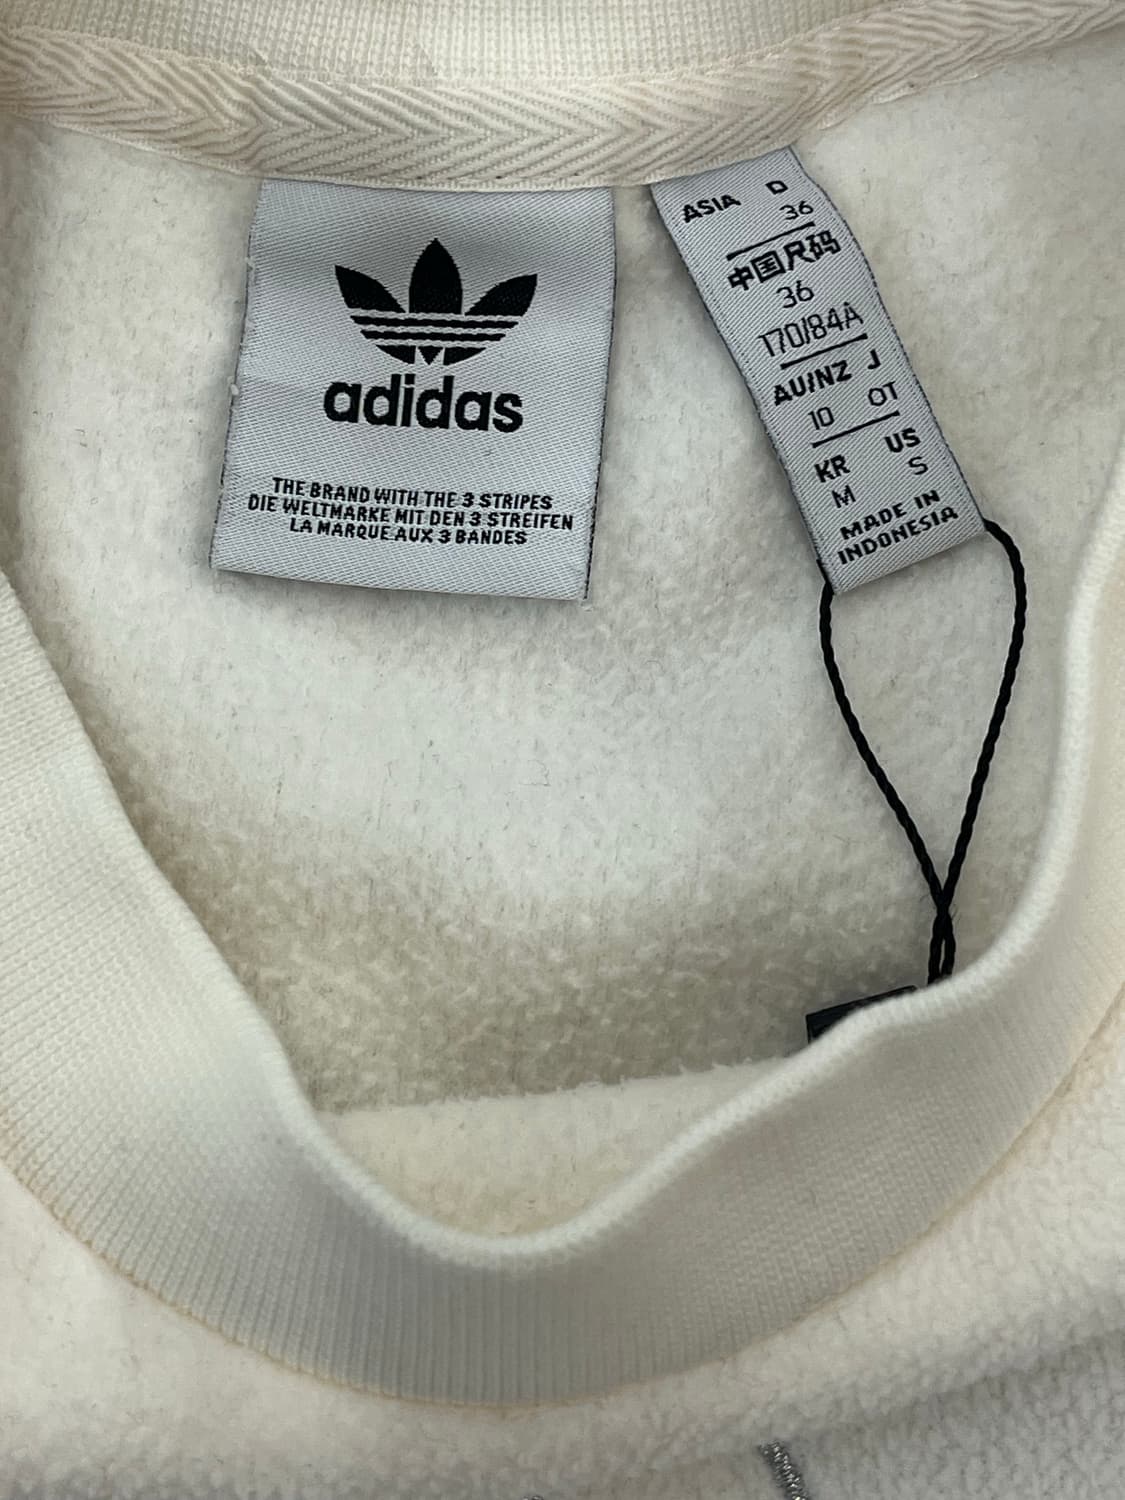 adidas
THE BRAND WITH THE 3 STRIPES
DIE WELTMARKE MIT DEN 3 STREIFEN
LA MARQUE AUX 3 BANDES
ASIA D
36
中国尺码
36
170/84A
AU/NZ J
10 OT
KR US
M S
MADE IN
INDONESIA